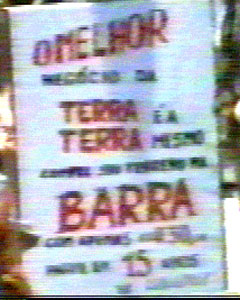 O MELHOR
NEGÓCIO DA
TERRA É A
TERRA MESMO
COMPRE SEU TERRENO NA
BARRA
COM APENAS
15 ANOS